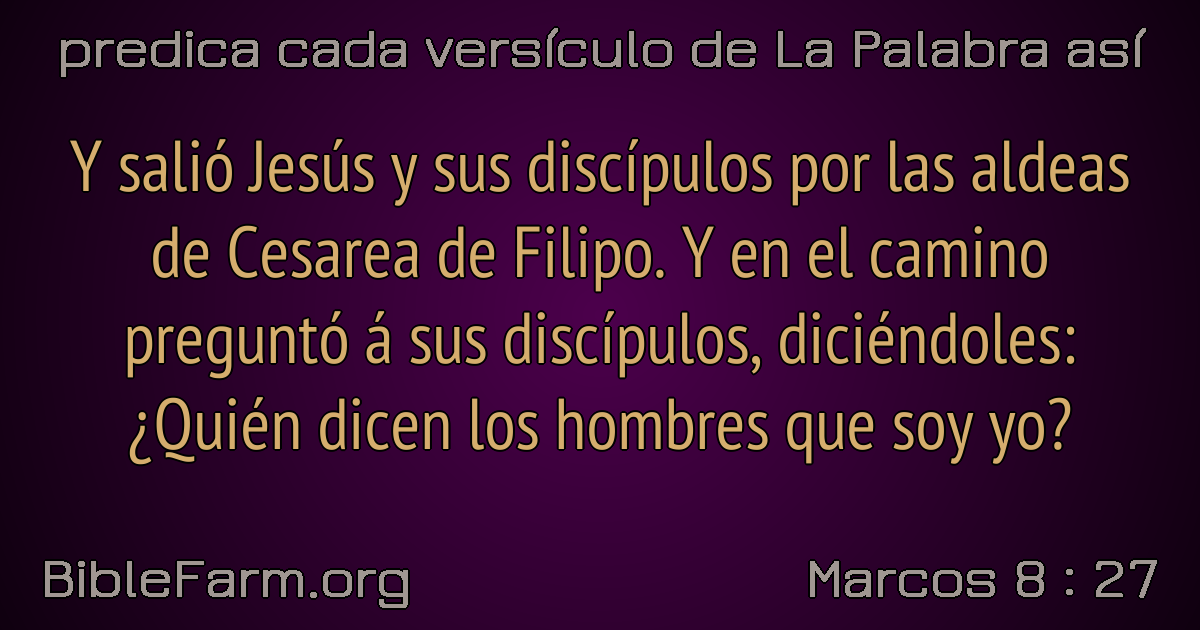 predica cada versículo de La Palabra así
Y salió Jesús y sus discípulos por las aldeas
de Cesarea de Filipo. Y en el camino
preguntó á sus discípulos, diciéndoles:
¿Quién dicen los hombres que soy yo?
BibleFarm.org
Marcos 8 : 27